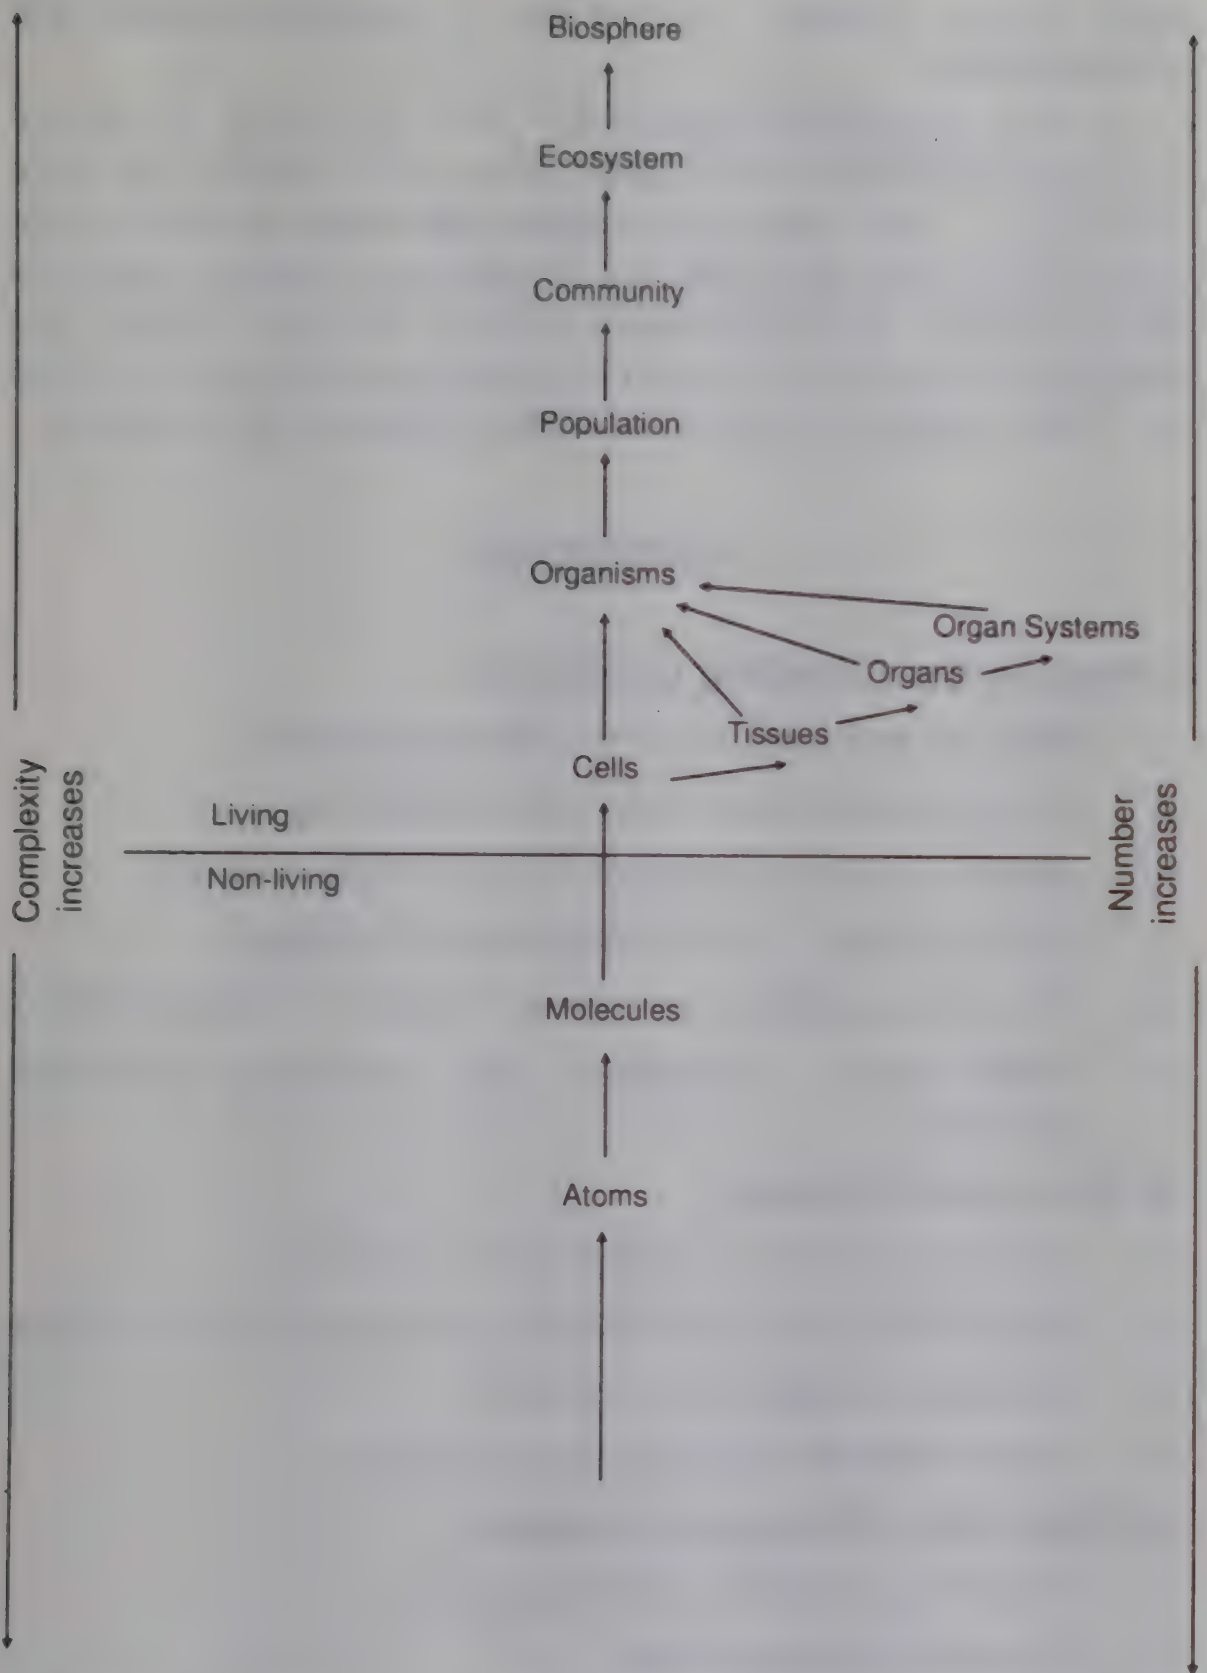 Biosphere
Ecosystem
Community
Population
Organisms
Organ Systems
Organs
Tissues
Cells
Complexity
increases
Living
Non-living
Number
increases
Molecules
Atoms